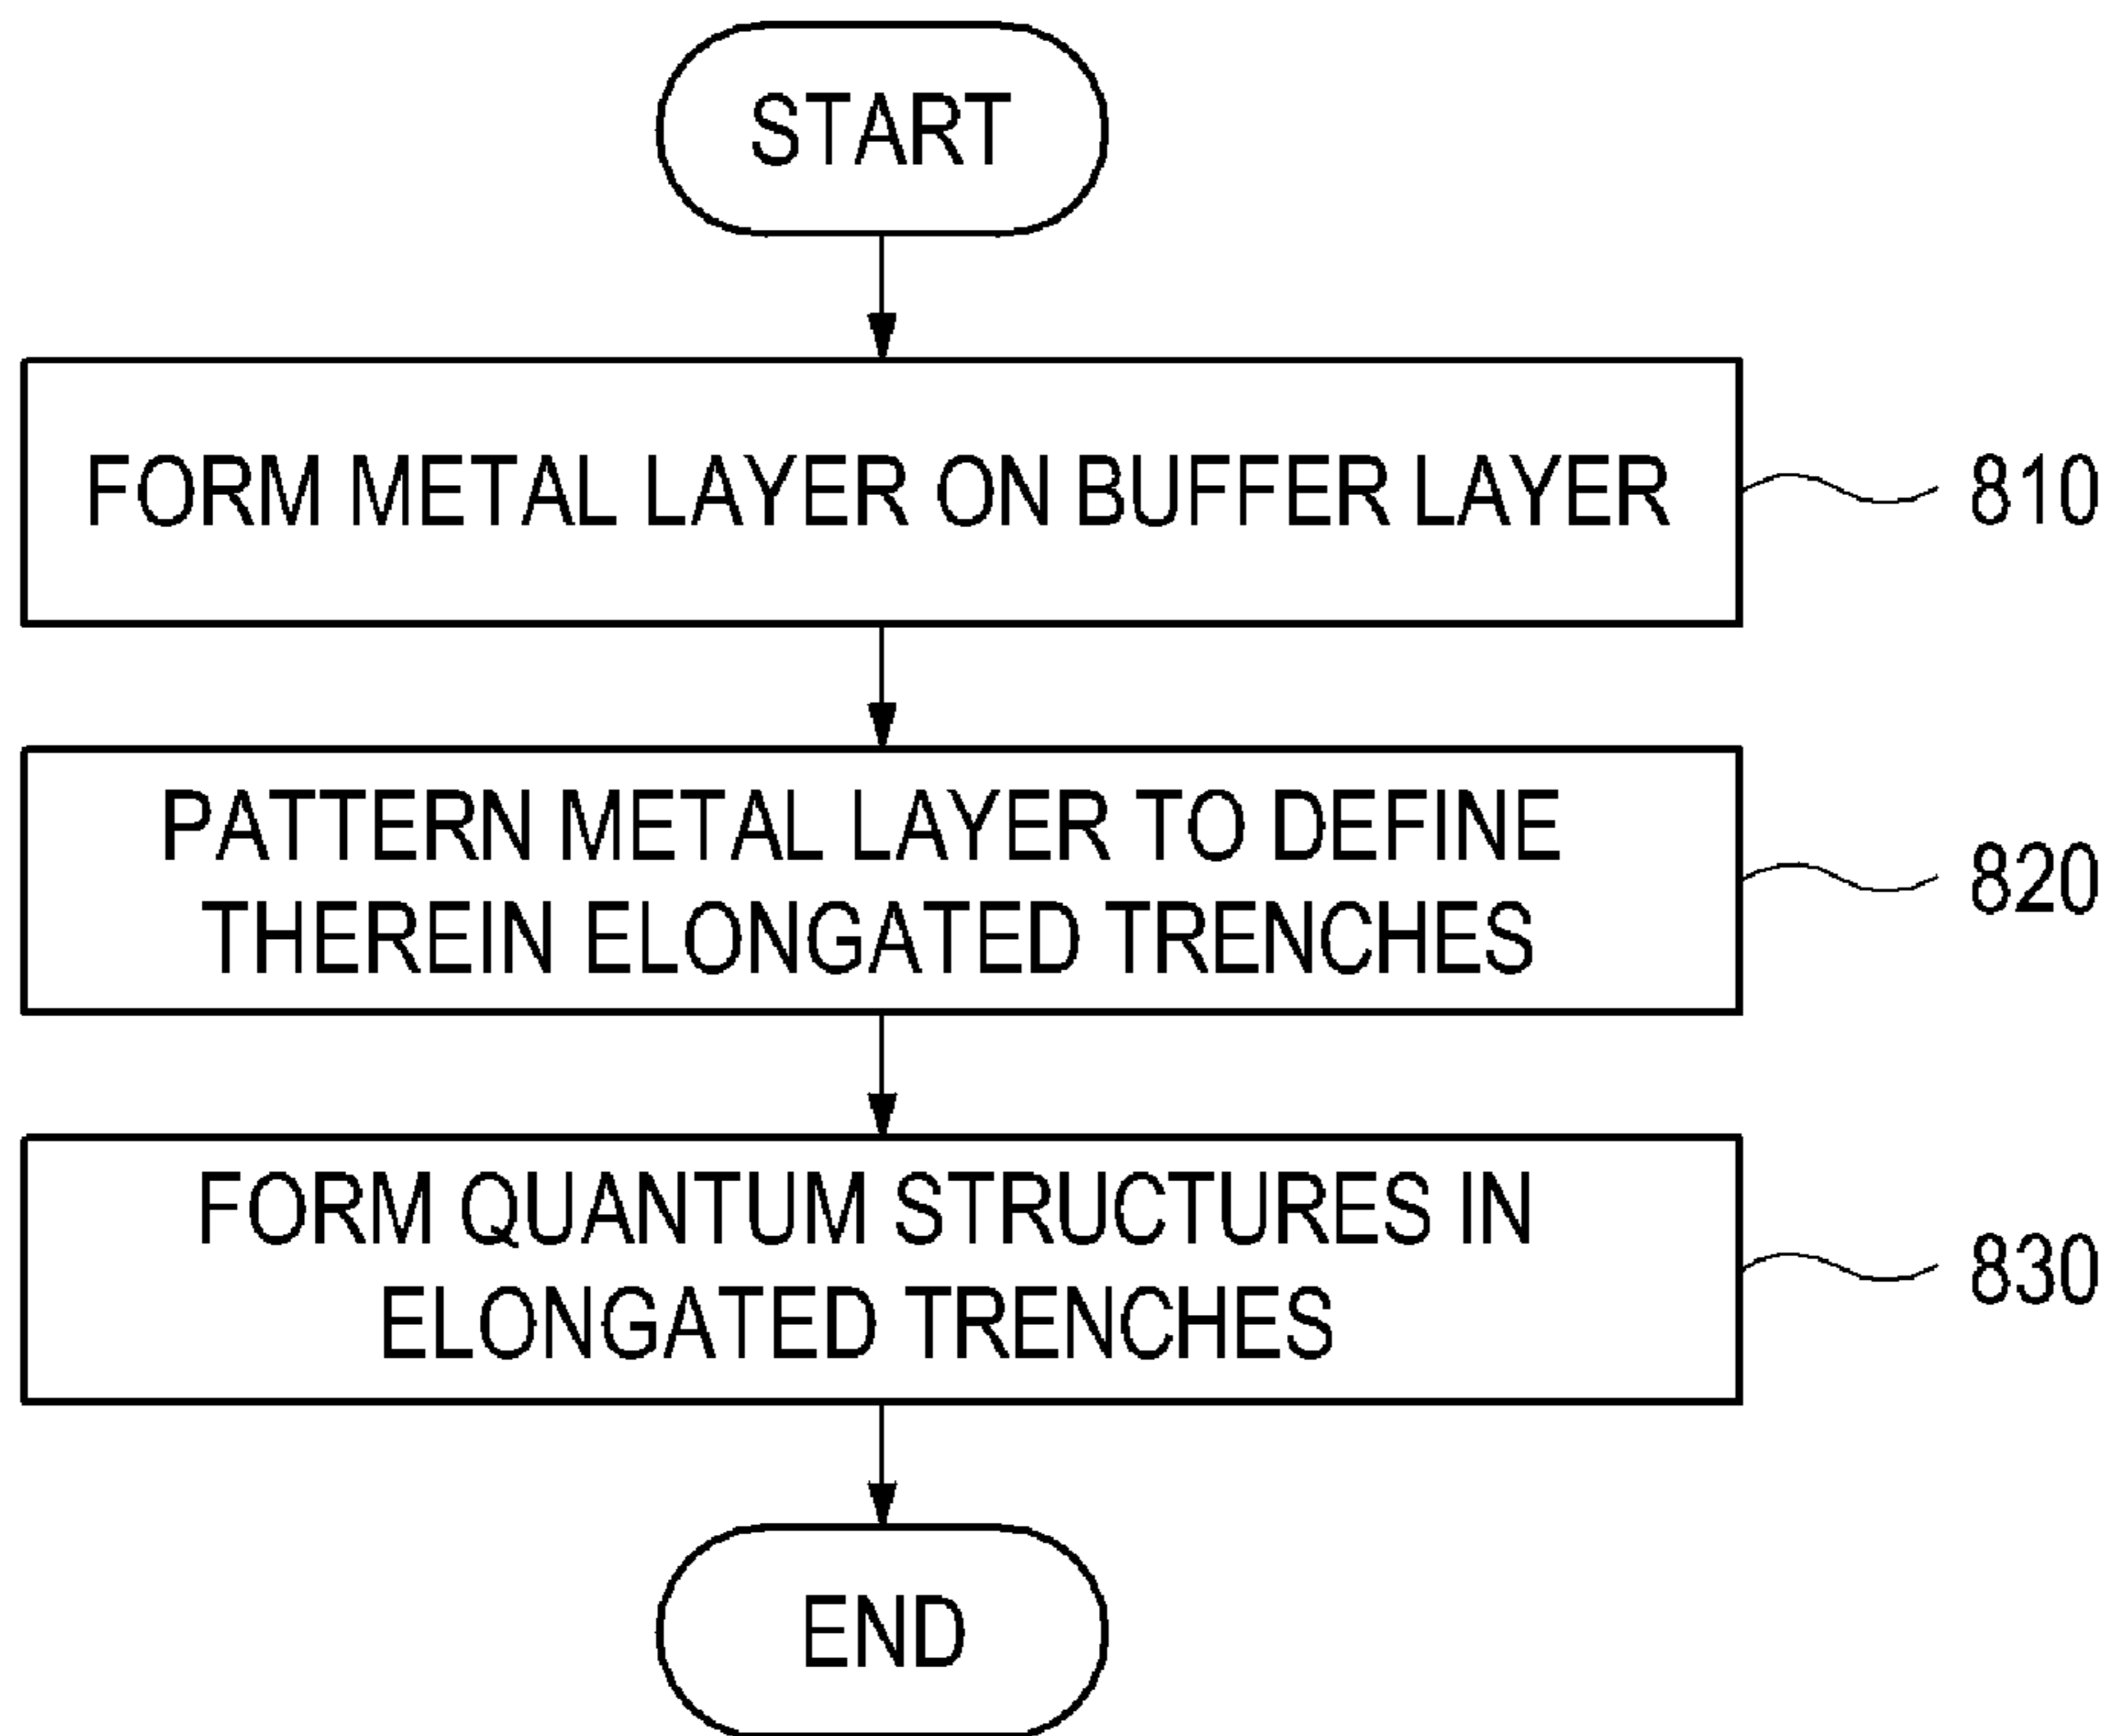 START
FORM METAL LAYER ON BUFFER LAYER
810
PATTERN METAL LAYER TO DEFINE
THEREIN ELONGATED TRENCHES
820
FORM QUANTUM STRUCTURES IN
ELONGATED TRENCHES
830
END